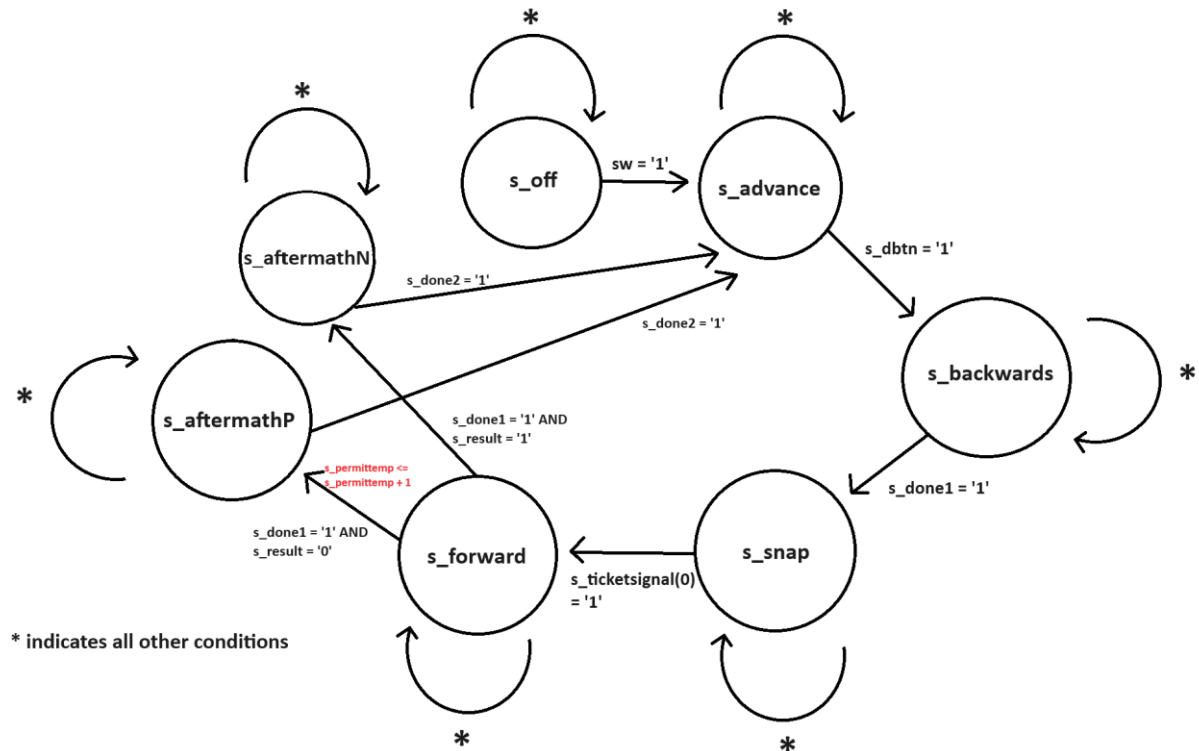 *
*
*
s_off
sw = '1'
s_advance
s_aftermathN
s_dbtn = '1'
s_done2 = '1'
s_done2 = '1'
s_backwards
*
*
s_aftermathP
s_done1 = '1' AND
s_result = '1'
s_permittemp <=
s_permittemp + 1
s_done1 = '1'
s_done1 = '1' AND
s_result = '0'
s_forward
s_snap
s_ticketsignal(0)
= '1'
* indicates all other conditions
*
*